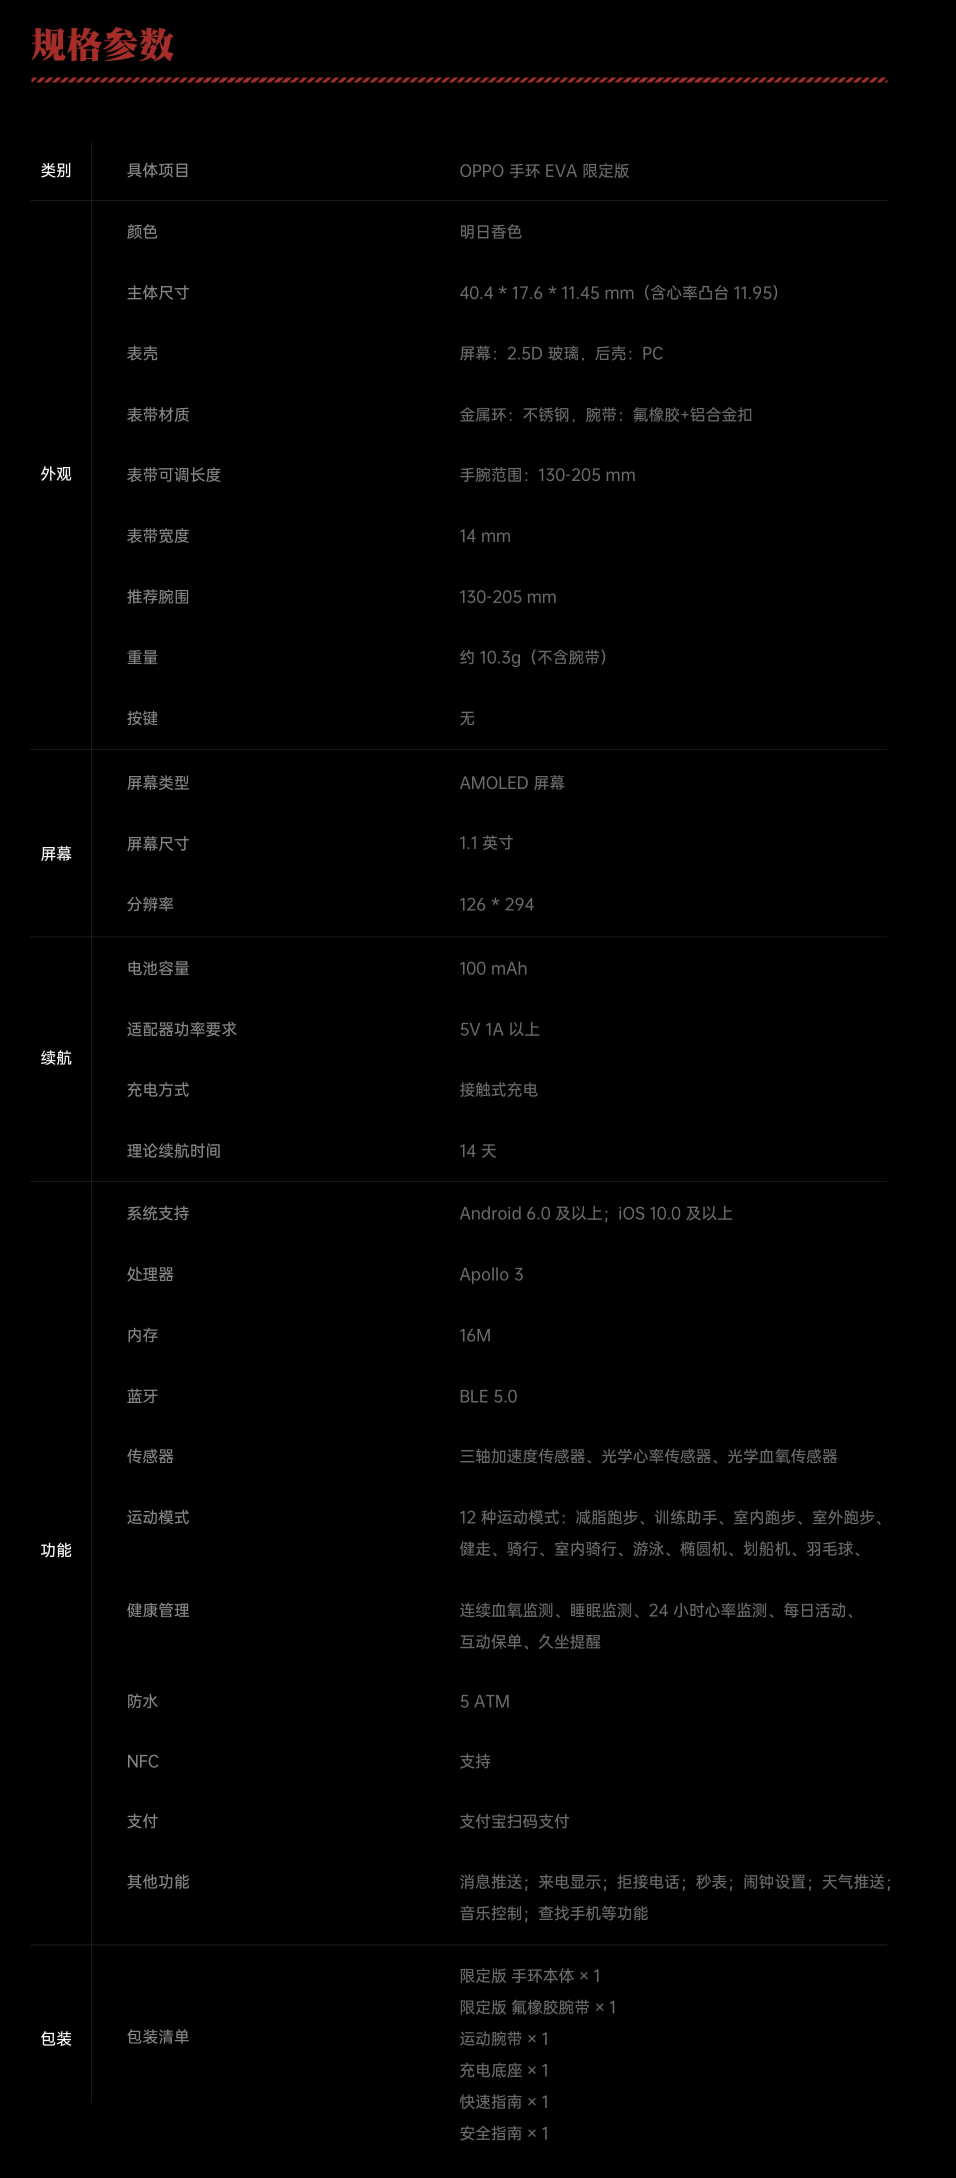 规格参数
类别 具体项目 OPPO 手环 EVA 限定版
颜色 明日香色
主体尺寸 40.4 * 17.6 * 11.45 mm（含心率凸台 11.95）
表壳 屏幕：2.5D 玻璃，后壳：PC
表带材质 金属环：不锈钢，腕带：氟橡胶+铝合金扣
外观 表带可调长度 手腕范围：130-205 mm
表带宽度 14 mm
推荐腕围 130-205 mm
重量 约 10.3g（不含腕带）
按键 无
屏幕类型 AMOLED 屏幕
屏幕尺寸 1.1 英寸
屏幕
分辨率 126 * 294
电池容量 100 mAh
适配器功率要求 5V 1A 以上
续航
充电方式 接触式充电
理论续航时间 14 天
系统支持 Android 6.0 及以上；iOS 10.0 及以上
处理器 Apollo 3
内存 16M
蓝牙 BLE 5.0
传感器 三轴加速度传感器、光学心率传感器、光学血氧传感器
运动模式 12 种运动模式：减脂跑步、训练助手、室内跑步、室外跑步、
功能 健走、骑行、室内骑行、游泳、椭圆机、划船机、羽毛球、
健康管理 连续血氧监测、睡眠监测、24 小时心率监测、每日活动、
互动保单、久坐提醒
防水 5 ATM
NFC 支持
支付 支付宝扫码支付
其他功能 消息推送；来电显示；拒接电话；秒表；闹钟设置；天气推送；
音乐控制；查找手机等功能
限定版 手环本体 × 1
限定版 氟橡胶腕带 × 1
包装 包装清单 运动腕带 × 1
充电底座 × 1
快速指南 × 1
安全指南 × 1